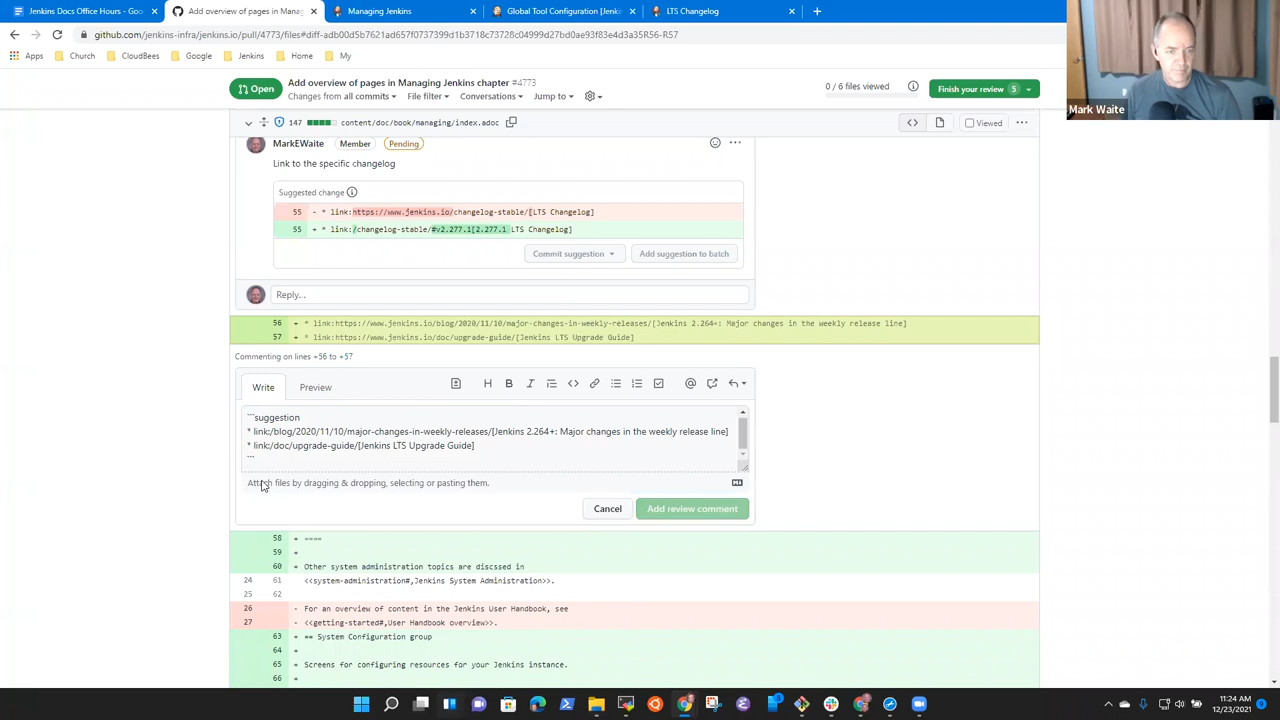 Jenkins Docs Office Hours - Goo
Add overview of pages in Manag
Managing Jenkins
Global Tool Configuration [Jenkin
LTS Changelog
github.com/jenkins-infra/jenkins.io/pull/4773/files#diff-adb00d5b7621ad657f0737399d1b3718c73728c04999d27bd0ae93f83e4d3a35R56-R57
Apps
Church
CloudBees
Google
Jenkins
Home
My
Open
Add overview of pages in Managing Jenkins chapter #4773
Changes from all commits
File filter
Conversations
Jump to
0 / 6 files viewed
Finish your review 5
147 content/doc/book/managing/index.adoc
Viewed
MarkEWaite Member Pending
Link to the specific changelog
Suggested change
55 - * link:https://www.jenkins.io/changelog-stable/[LTS Changelog]
55 + * link:/changelog-stable/#v2.277.1[2.277.1 LTS Changelog]
Commit suggestion
Add suggestion to batch
Reply...
56 + * link:https://www.jenkins.io/blog/2020/11/10/major-changes-in-weekly-releases/[Jenkins 2.264+: Major changes in the weekly release line]
57 + * link:https://www.jenkins.io/doc/upgrade-guide/[Jenkins LTS Upgrade Guide]
Commenting on lines +56 to +57
Write
Preview
```suggestion
* link:/blog/2020/11/10/major-changes-in-weekly-releases/[Jenkins 2.264+: Major changes in the weekly release line]
* link:/doc/upgrade-guide/[Jenkins LTS Upgrade Guide]
```
Attach files by dragging & dropping, selecting or pasting them.
Cancel
Add review comment
58 + ====
59 +
60 + Other system administration topics are discssed in
24 61 <<system-administration#,Jenkins System Administration>>.
25 62
26 - For an overview of content in the Jenkins User Handbook, see
27 - <<getting-started#,User Handbook overview>>.
63 + == System Configuration group
64 +
65 + Screens for configuring resources for your Jenkins instance.
66 +
Mark Waite
11:24 AM
12/23/2021